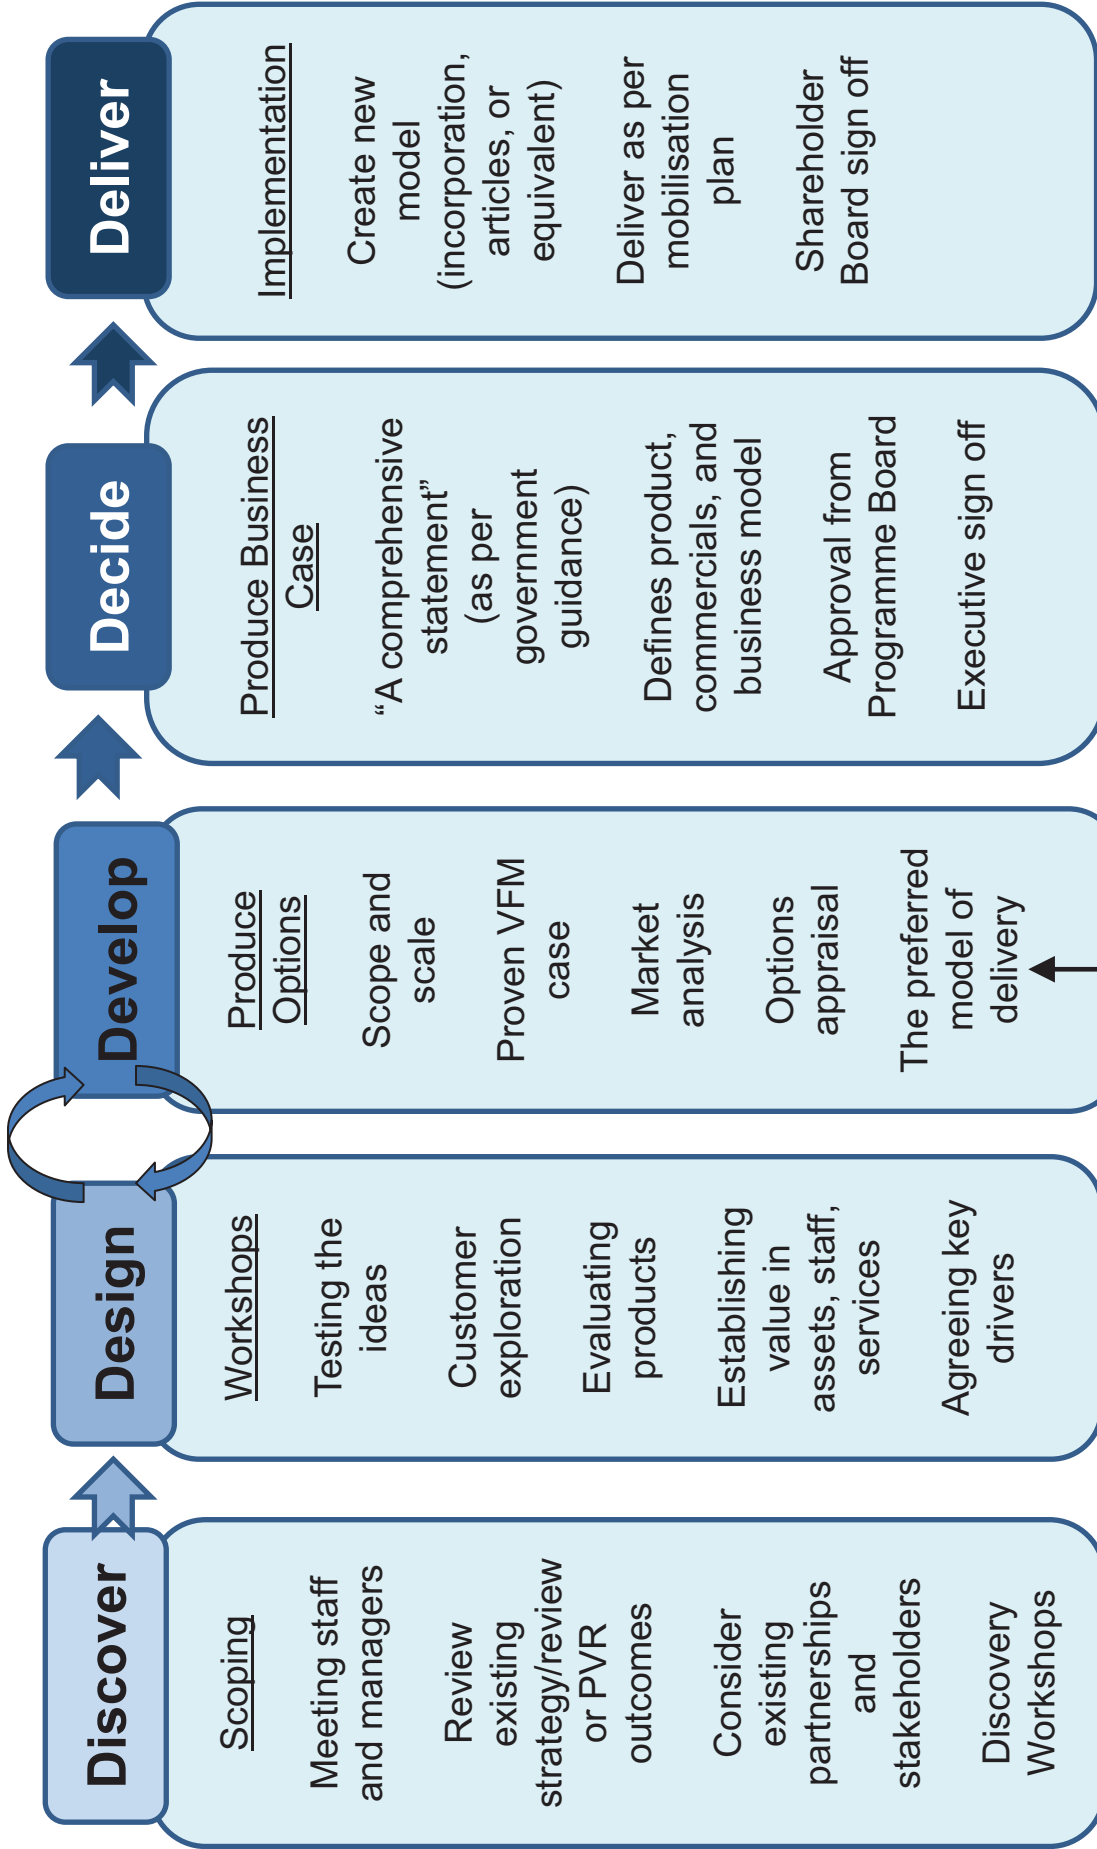 Discover
Scoping
Meeting staff
and managers
Review
existing
strategy/review
or PVR
outcomes
Consider
existing
partnerships
and
stakeholders
Discovery
Workshops
Design
Workshops
Testing the
ideas
Customer
exploration
Evaluating
products
Establishing
value in
assets, staff,
services
Agreeing key
drivers
Develop
Produce
Options
Scope and
scale
Proven VFM
case
Market
analysis
Options
appraisal
The preferred
model of
delivery
Decide
Produce Business
Case
“A comprehensive
statement”
(as per
government
guidance)
Defines product,
commercials, and
business model
Approval from
Programme Board
Executive sign off
Deliver
Implementation
Create new
model
(incorporation,
articles, or
equivalent)
Deliver as per
mobilisation
plan
Shareholder
Board sign off